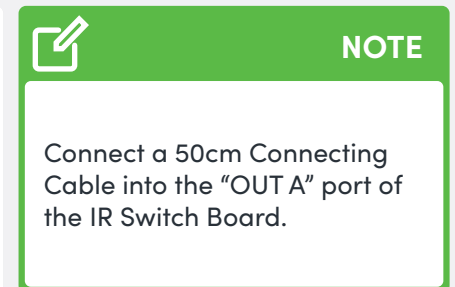 NOTE
Connect a 50cm Connecting
Cable into the “OUT A” port of
the IR Switch Board.